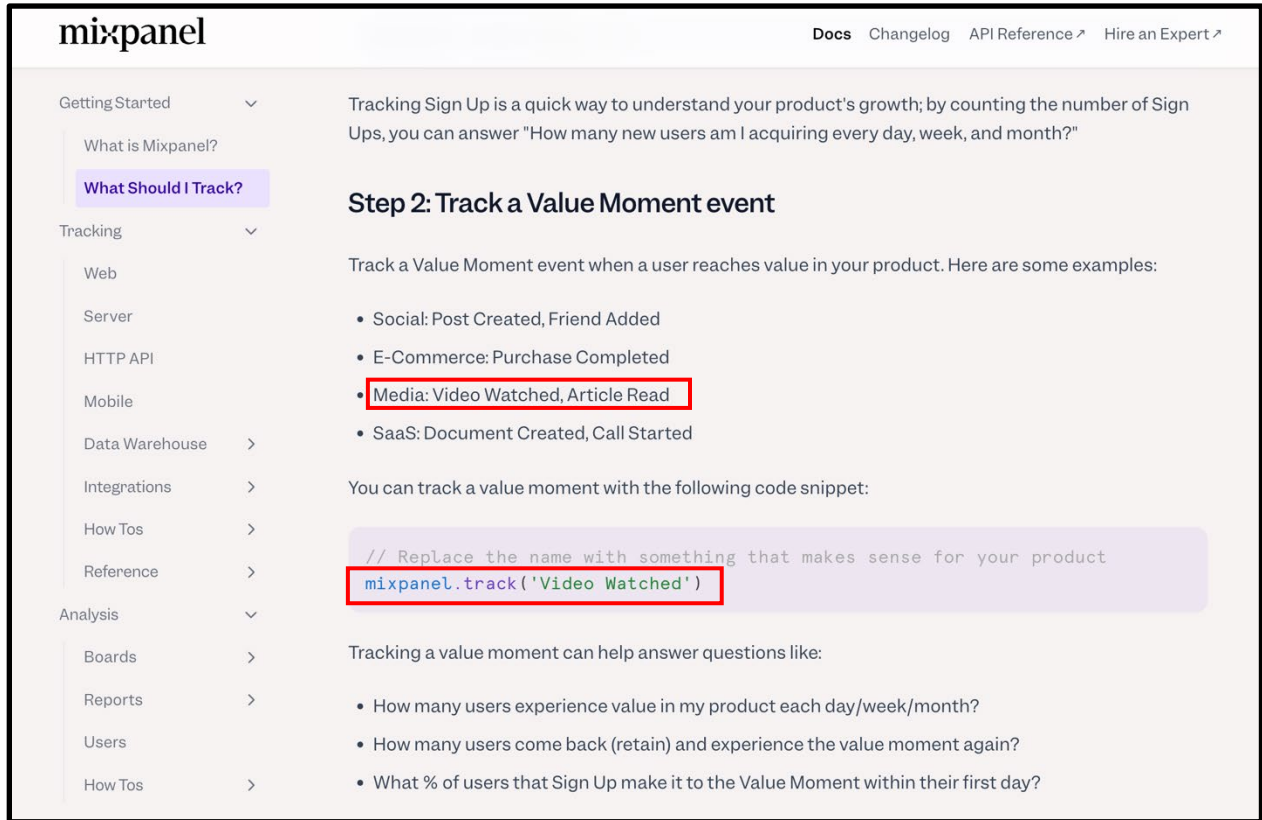 mixpanel
Docs Changelog API Reference↗ Hire an Expert↗
Getting Started
What is Mixpanel?
What Should I Track?
Tracking
Web
Server
HTTP API
Mobile
Data Warehouse
Integrations
How Tos
Reference
Analysis
Boards
Reports
Users
How Tos
Tracking Sign Up is a quick way to understand your product's growth; by counting the number of Sign
Ups, you can answer "How many new users am I acquiring every day, week, and month?"
Step 2: Track a Value Moment event
Track a Value Moment event when a user reaches value in your product. Here are some examples:
• Social: Post Created, Friend Added
• E-Commerce: Purchase Completed
• Media: Video Watched, Article Read
• SaaS: Document Created, Call Started
You can track a value moment with the following code snippet:
// Replace the name with something that makes sense for your product
mixpanel.track('Video Watched')
Tracking a value moment can help answer questions like:
• How many users experience value in my product each day/week/month?
• How many users come back (retain) and experience the value moment again?
• What % of users that Sign Up make it to the Value Moment within their first day?